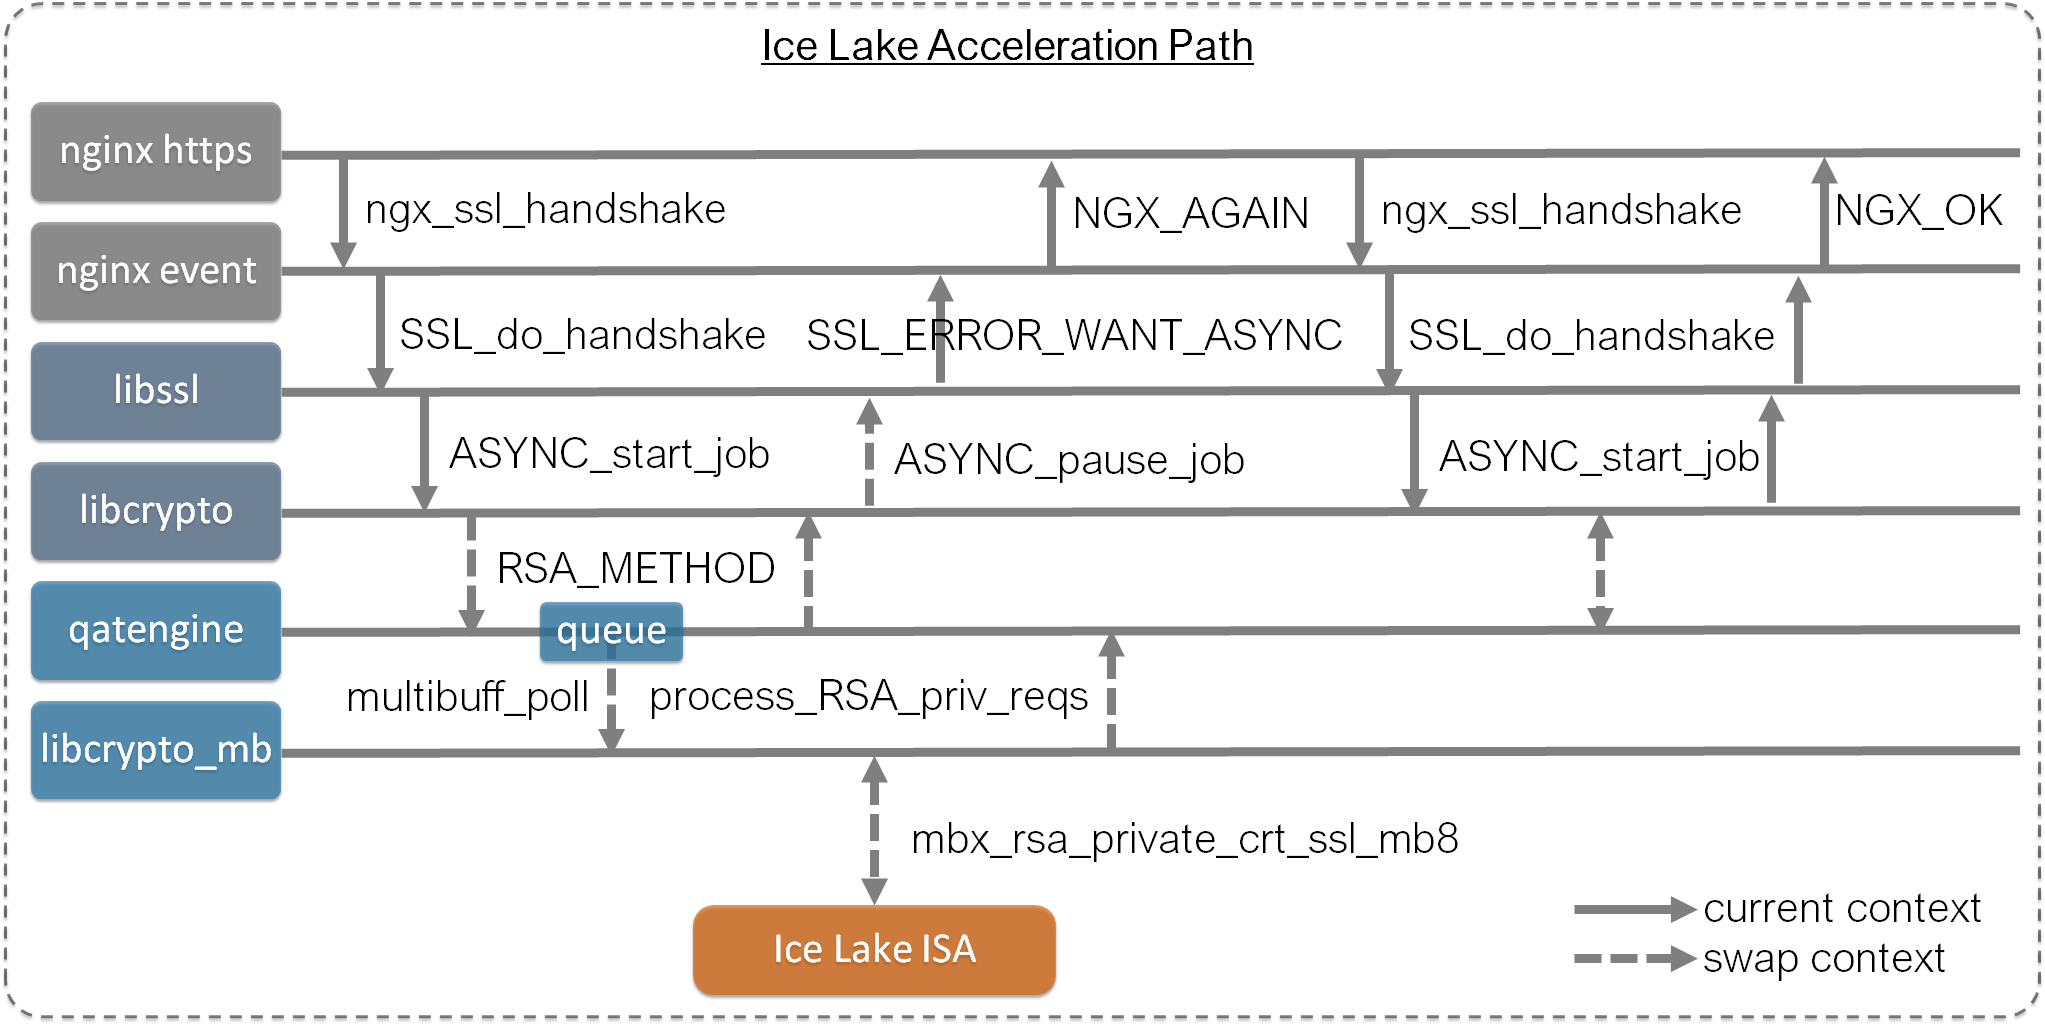 Ice Lake Acceleration Path
nginx https
ngx_ssl_handshake
NGX_AGAIN
ngx_ssl_handshake
NGX_OK
nginx event
SSL_do_handshake
SSL_ERROR_WANT_ASYNC
SSL_do_handshake
libssl
ASYNC_start_job
ASYNC_pause_job
ASYNC_start_job
libcrypto
RSA_METHOD
qatengine
queue
multibuff_poll
process_RSA_priv_reqs
libcrypto_mb
mbx_rsa_private_crt_ssl_mb8
Ice Lake ISA
current context
swap context